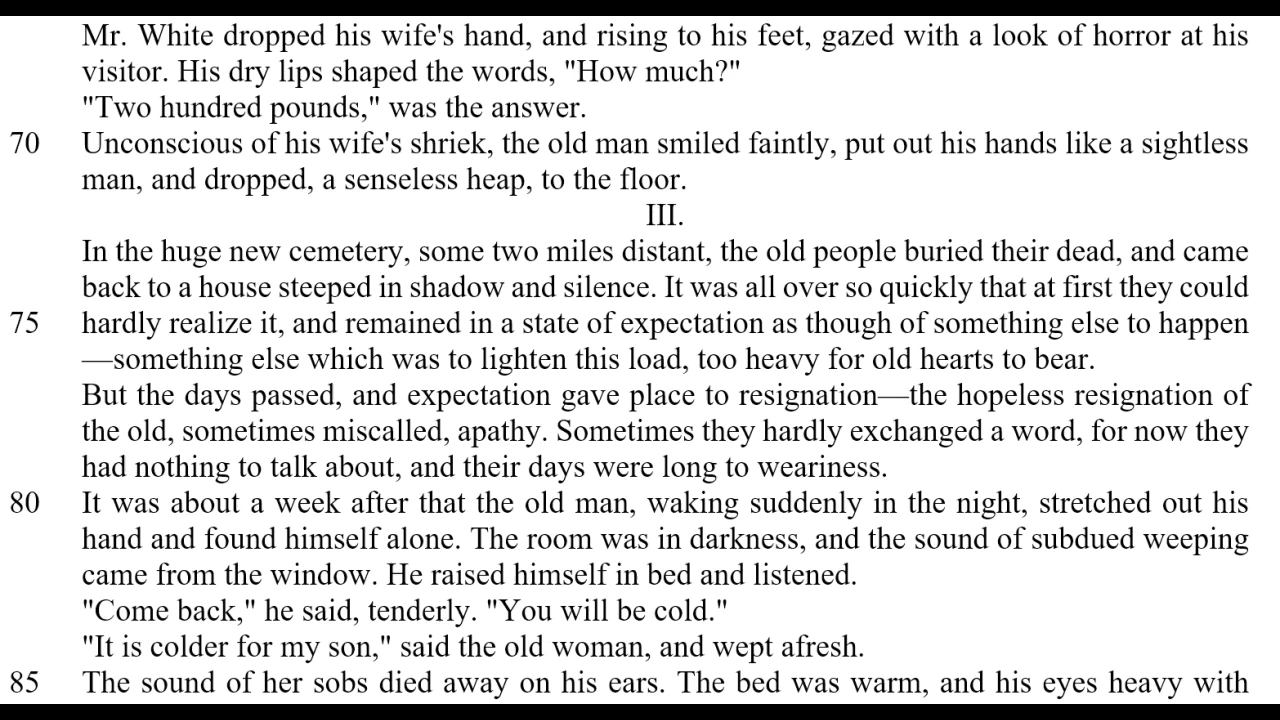 Mr. White dropped his wife's hand, and rising to his feet, gazed with a look of horror at his
visitor. His dry lips shaped the words, "How much?"
"Two hundred pounds," was the answer.
70 Unconscious of his wife's shriek, the old man smiled faintly, put out his hands like a sightless
man, and dropped, a senseless heap, to the floor.
III.
In the huge new cemetery, some two miles distant, the old people buried their dead, and came
back to a house steeped in shadow and silence. It was all over so quickly that at first they could
75 hardly realize it, and remained in a state of expectation as though of something else to happen
—something else which was to lighten this load, too heavy for old hearts to bear.
But the days passed, and expectation gave place to resignation—the hopeless resignation of
the old, sometimes miscalled, apathy. Sometimes they hardly exchanged a word, for now they
had nothing to talk about, and their days were long to weariness.
80 It was about a week after that the old man, waking suddenly in the night, stretched out his
hand and found himself alone. The room was in darkness, and the sound of subdued weeping
came from the window. He raised himself in bed and listened.
"Come back," he said, tenderly. "You will be cold."
"It is colder for my son," said the old woman, and wept afresh.
85 The sound of her sobs died away on his ears. The bed was warm, and his eyes heavy with